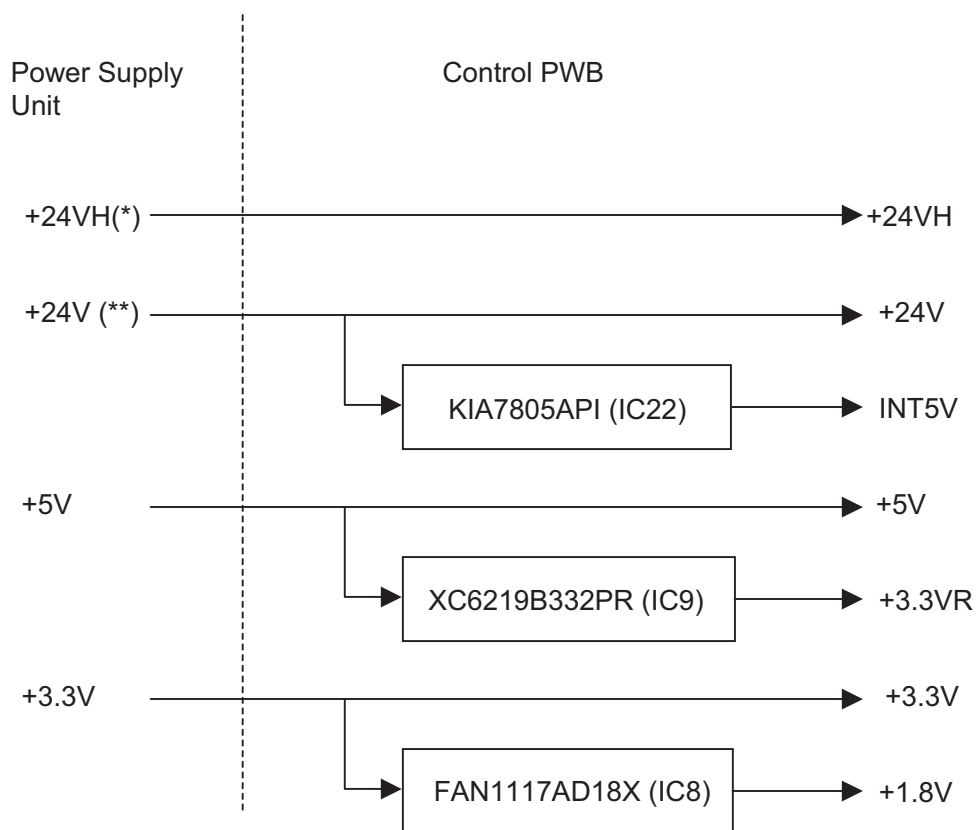 Power Supply
Unit
Control PWB
+24VH(*)
+24VH
+24V (**)
+24V
KIA7805API (IC22)
INT5V
+5V
+5V
XC6219B332PR (IC9)
+3.3VR
+3.3V
+3.3V
FAN1117AD18X (IC8)
+1.8V